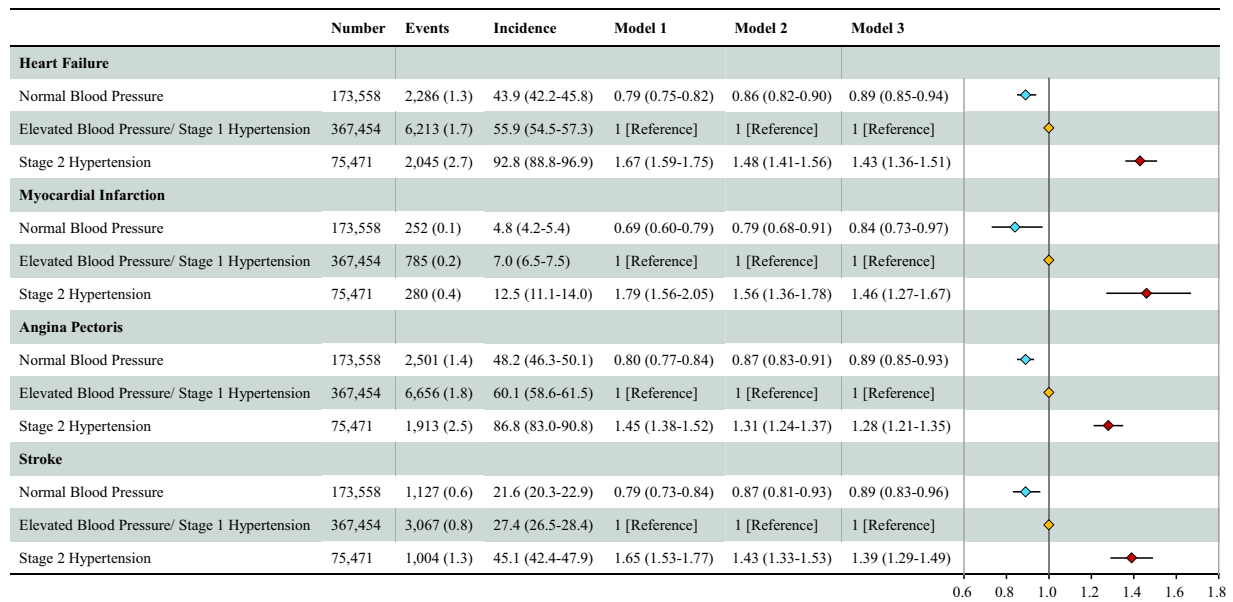 Number Events Incidence Model 1 Model 2 Model 3
Heart Failure
Normal Blood Pressure 173,558 2,286 (1.3) 43.9 (42.2-45.8) 0.79 (0.75-0.82) 0.86 (0.82-0.90) 0.89 (0.85-0.94)
Elevated Blood Pressure/ Stage 1 Hypertension 367,454 6,213 (1.7) 55.9 (54.5-57.3) 1 [Reference] 1 [Reference] 1 [Reference]
Stage 2 Hypertension 75,471 2,045 (2.7) 92.8 (88.8-96.9) 1.67 (1.59-1.75) 1.48 (1.41-1.56) 1.43 (1.36-1.51)
Myocardial Infarction
Normal Blood Pressure 173,558 252 (0.1) 4.8 (4.2-5.4) 0.69 (0.60-0.79) 0.79 (0.68-0.91) 0.84 (0.73-0.97)
Elevated Blood Pressure/ Stage 1 Hypertension 367,454 785 (0.2) 7.0 (6.5-7.5) 1 [Reference] 1 [Reference] 1 [Reference]
Stage 2 Hypertension 75,471 280 (0.4) 12.5 (11.1-14.0) 1.79 (1.56-2.05) 1.56 (1.36-1.78) 1.46 (1.27-1.67)
Angina Pectoris
Normal Blood Pressure 173,558 2,501 (1.4) 48.2 (46.3-50.1) 0.80 (0.77-0.84) 0.87 (0.83-0.91) 0.89 (0.85-0.93)
Elevated Blood Pressure/ Stage 1 Hypertension 367,454 6,656 (1.8) 60.1 (58.6-61.5) 1 [Reference] 1 [Reference] 1 [Reference]
Stage 2 Hypertension 75,471 1,913 (2.5) 86.8 (83.0-90.8) 1.45 (1.38-1.52) 1.31 (1.24-1.37) 1.28 (1.21-1.35)
Stroke
Normal Blood Pressure 173,558 1,127 (0.6) 21.6 (20.3-22.9) 0.79 (0.73-0.84) 0.87 (0.81-0.93) 0.89 (0.83-0.96)
Elevated Blood Pressure/ Stage 1 Hypertension 367,454 3,067 (0.8) 27.4 (26.5-28.4) 1 [Reference] 1 [Reference] 1 [Reference]
Stage 2 Hypertension 75,471 1,004 (1.3) 45.1 (42.4-47.9) 1.65 (1.53-1.77) 1.43 (1.33-1.53) 1.39 (1.29-1.49)
0.6 0.8 1.0 1.2 1.4 1.6 1.8